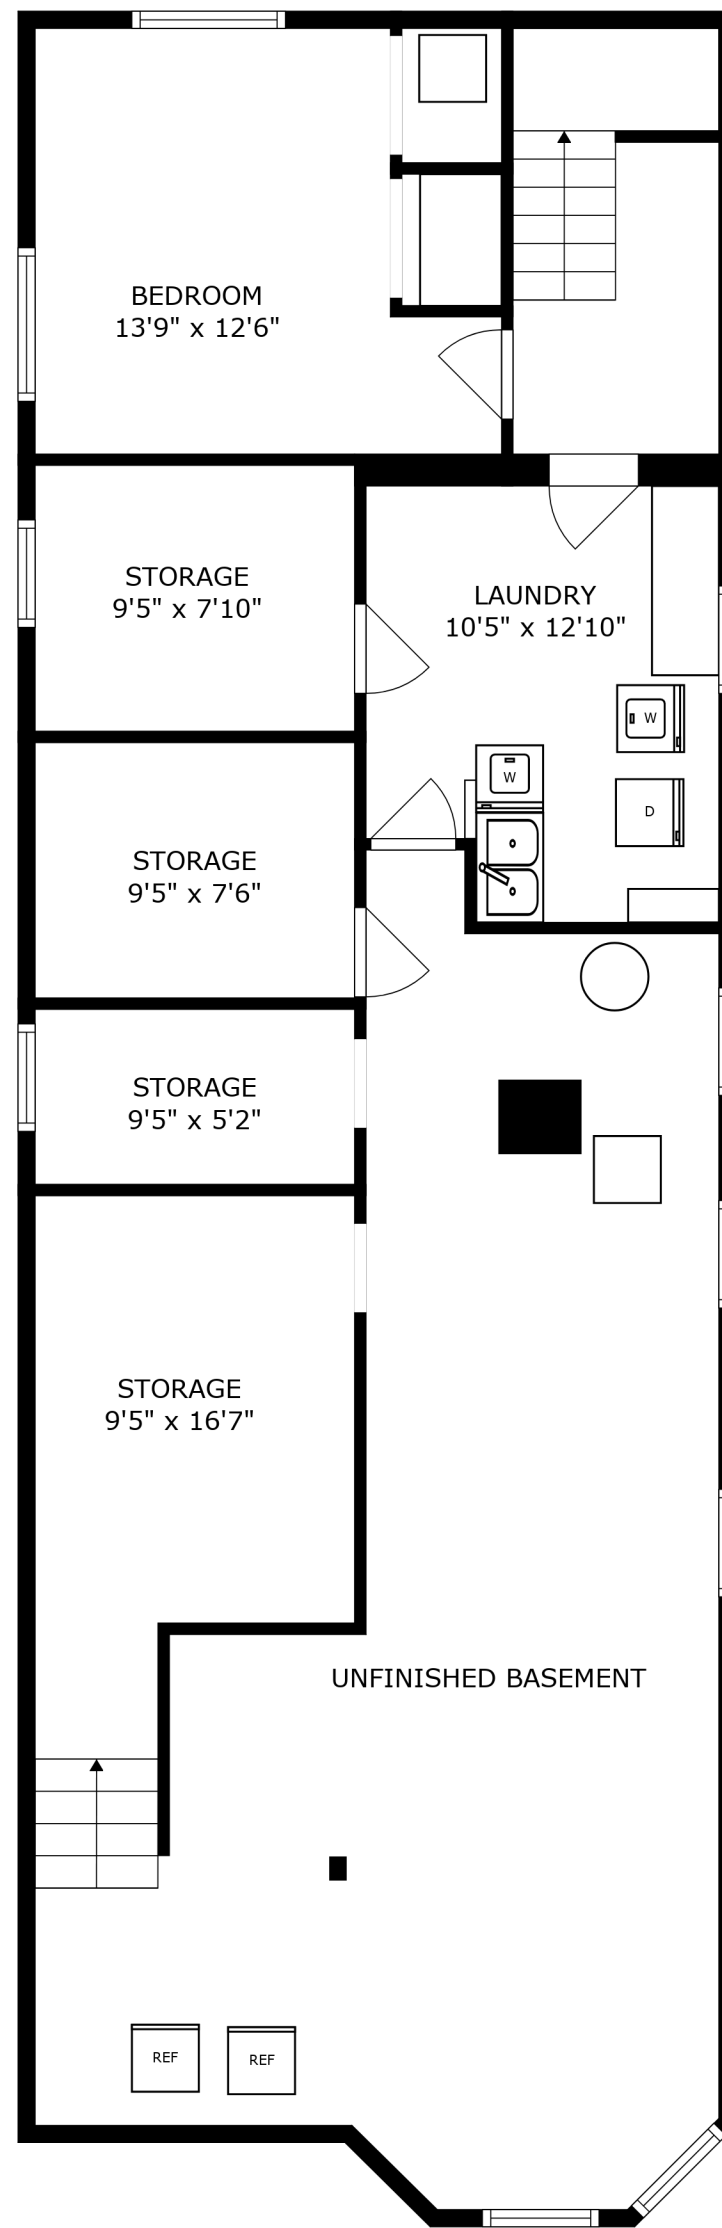 BEDROOM
13'9" x 12'6"
STORAGE
9'5" x 7'10"
LAUNDRY
10'5" x 12'10"
W
W
D
STORAGE
9'5" x 7'6"
STORAGE
9'5" x 5'2"
STORAGE
9'5" x 16'7"
UNFINISHED BASEMENT
REF
REF